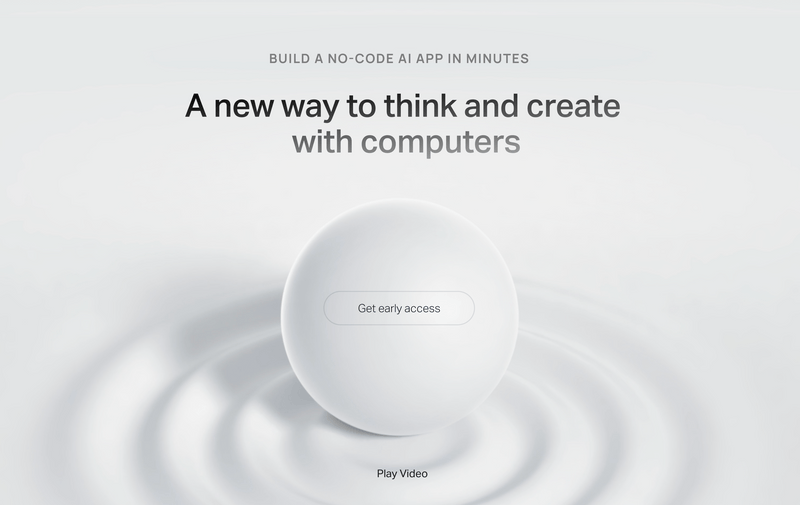 BUILD A NO-CODE AI APP IN MINUTES
A new way to think and create
with computers
Get early access
Play Video